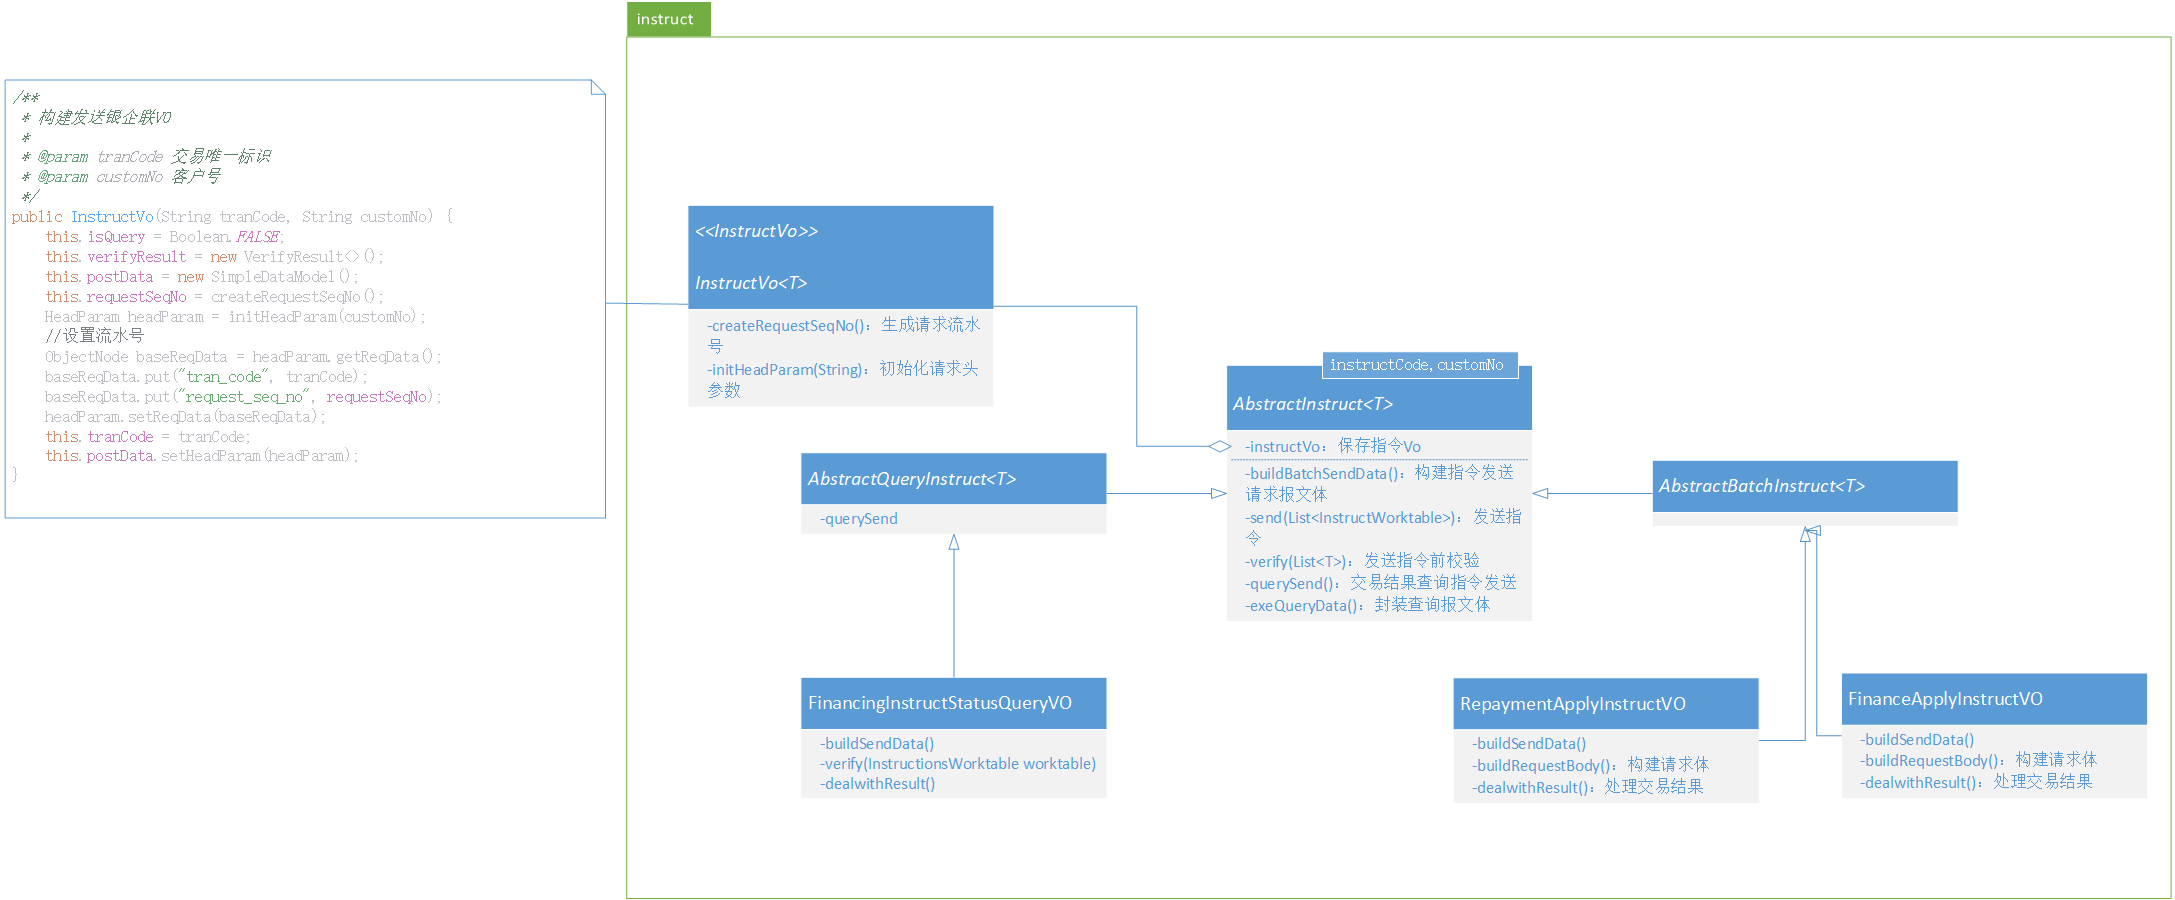 instruct
/**
 * 构建发送银企联VO
 *
 * @param tranCode 交易唯一标识
 * @param customNo 客户号
 */
public InstructVo(String tranCode, String customNo) {
    this.isQuery = Boolean.FALSE;
    this.verifyResult = new VerifyResult<>();
    this.postData = new SimpleDataModel();
    this.requestSeqNo = createRequestSeqNo();
    HeadParam headParam = initHeadParam(customNo);
    //设置流水号
    ObjectNode baseReqData = headParam.getReqData();
    baseReqData.put("tran_code", tranCode);
    baseReqData.put("request_seq_no", requestSeqNo);
    headParam.setReqData(baseReqData);
    this.tranCode = tranCode;
    this.postData.setHeadParam(headParam);
}
<<InstructVo>>
InstructVo<T>
-createRequestSeqNo()：生成请求流水
号
-initHeadParam(String)：初始化请求头
参数
instructCode,customNo
AbstractInstruct<T>
-instructVo：保存指令Vo
-buildBatchSendData()：构建指令发送
请求报文体
-send(List<InstructWorktable>)：发送指
令
-verify(List<T>)：发送指令前校验
-querySend()：交易结果查询指令发送
-exeQueryData()：封装查询报文体
AbstractQueryInstruct<T>
-querySend
AbstractBatchInstruct<T>
FinancingInstructStatusQueryVO
-buildSendData()
-verify(InstructionsWorktable worktable)
-dealwithResult()
RepaymentApplyInstructVO
-buildSendData()
-buildRequestBody()：构建请求体
-dealwithResult()：处理交易结果
FinanceApplyInstructVO
-buildSendData()
-buildRequestBody()：构建请求体
-dealwithResult()：处理交易结果